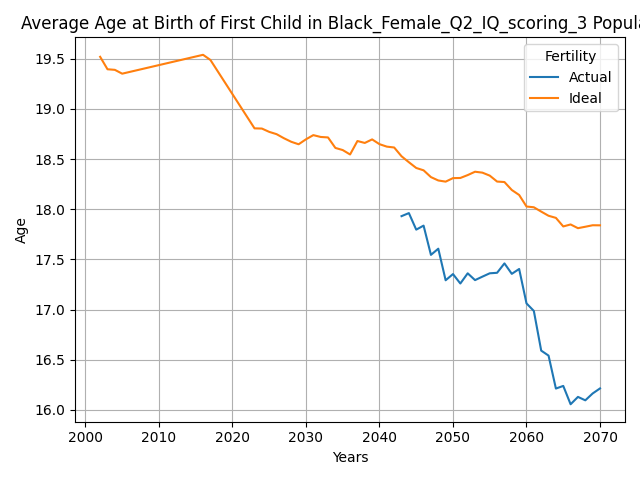 Average Age at Birth of First Child in Black_Female_Q2_IQ_scoring_3 Popula
Fertility
Actual
Ideal
19.5
19.0
18.5
18.0
17.5
17.0
16.5
16.0
Age
2000 2010 2020 2030 2040 2050 2060 2070
Years